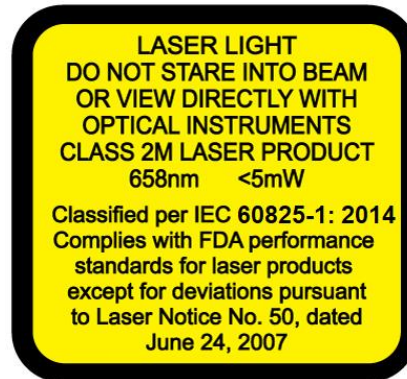 LASER LIGHT
DO NOT STARE INTO BEAM
OR VIEW DIRECTLY WITH
OPTICAL INSTRUMENTS
CLASS 2M LASER PRODUCT
658nm <5mW
Classified per IEC 60825-1: 2014
Complies with FDA performance
standards for laser products
except for deviations pursuant
to Laser Notice No. 50, dated
June 24, 2007